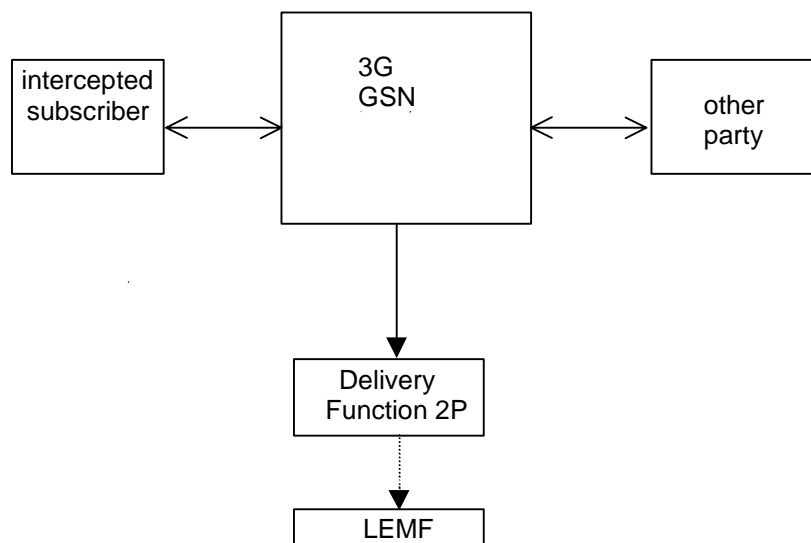 3G
GSN
intercepted
subscriber
other
party
Delivery
Function 2P
LEMF